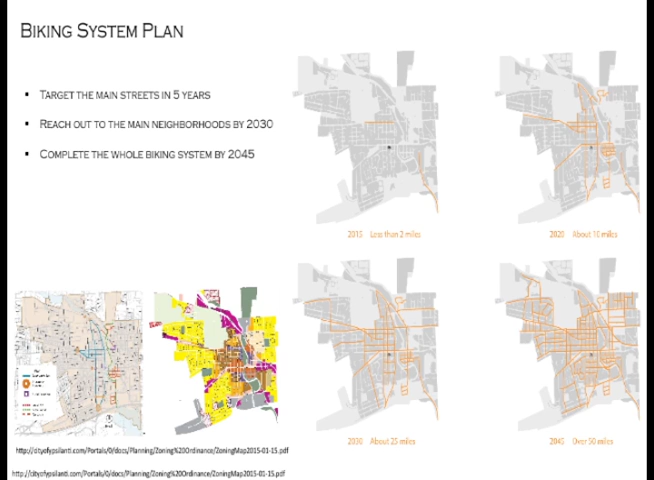 BIKING SYSTEM PLAN
▪ TARGET THE MAIN STREETS IN 5 YEARS
▪ REACH OUT TO THE MAIN NEIGHBORHOODS BY 2030
▪ COMPLETE THE WHOLE BIKING SYSTEM BY 2045
2015 Less than 2 miles
2020 About 10 miles
2030 About 25 miles
2045 Over 50 miles
http://cityofypsilanti.com/Portals/0/docs/Planning/Zoning%20Ordinance/ZoningMap2015-01-15.pdf
http://cityofypsilanti.com/Portals/0/docs/Planning/Zoning%20Ordinance/ZoningMap2015-01-15.pdf